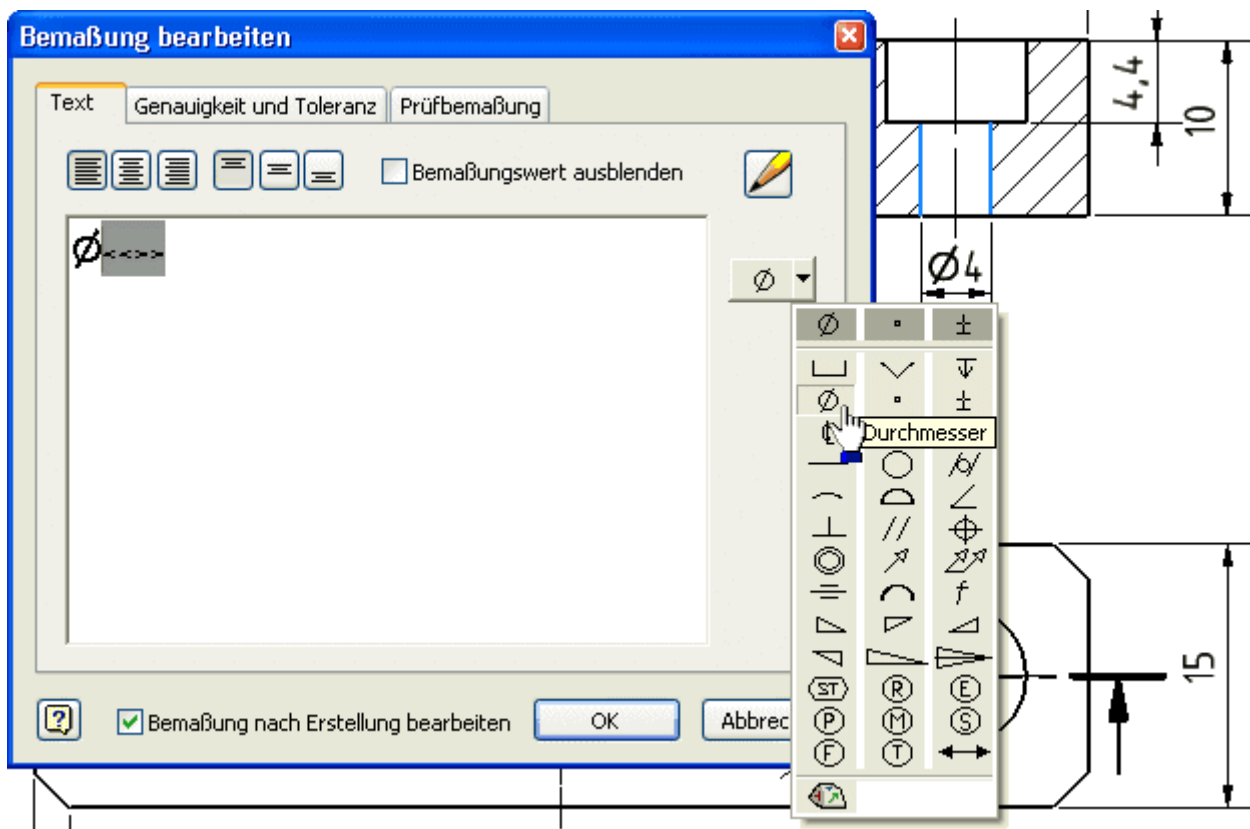 Bemaßung bearbeiten
Text
Genauigkeit und Toleranz
Prüfbemaßung
Bemaßungswert ausblenden
Ø<<>>
Ø
Durchmesser
ST R E
P M S
F T
f
Bemaßung nach Erstellung bearbeiten
OK
Abbrec
4,4
10
Ø4
15